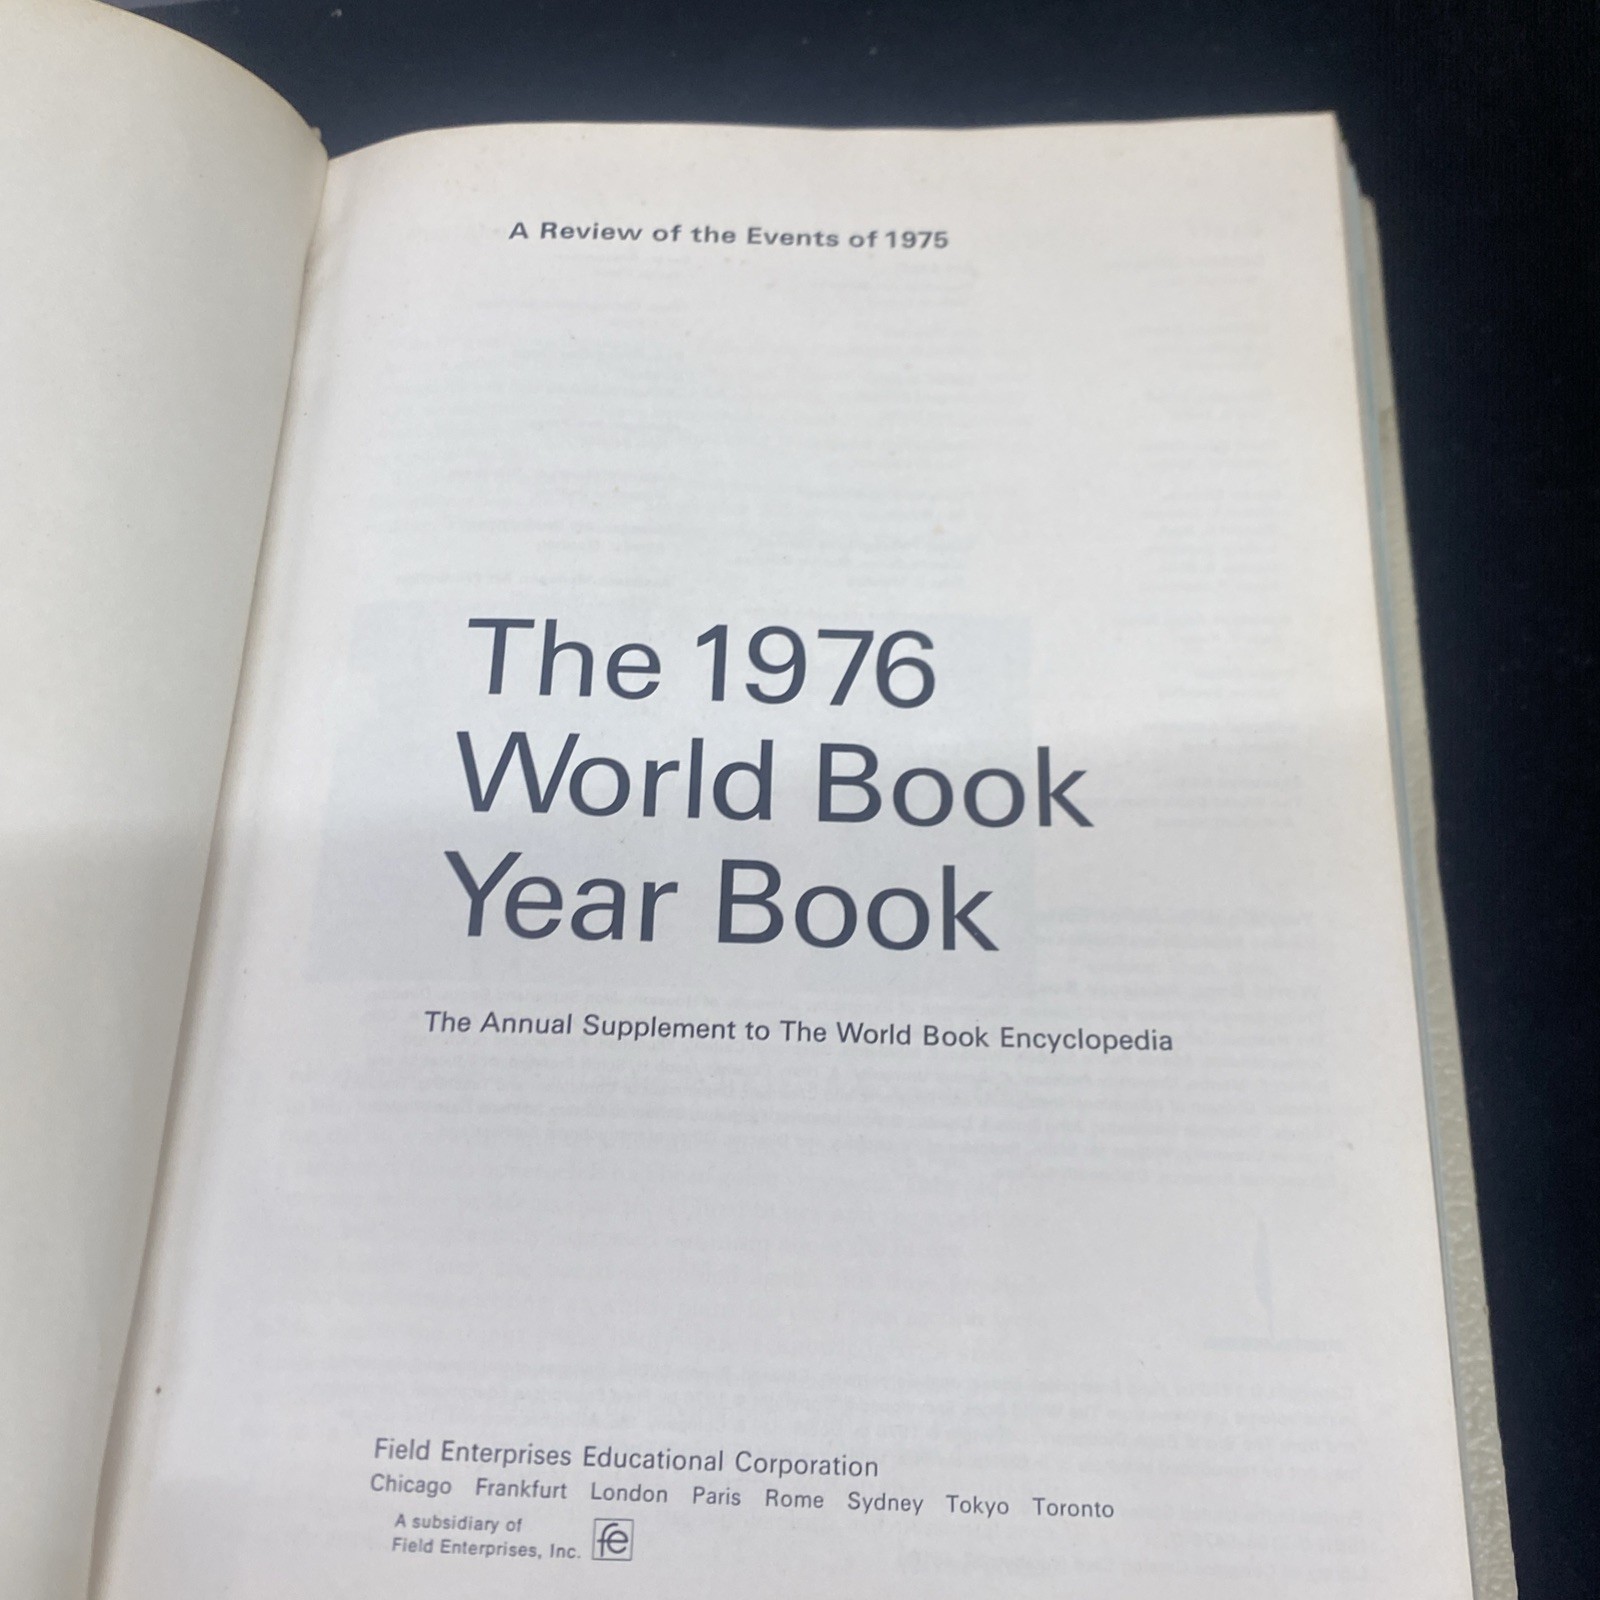 A Review of the Events of 1975
The 1976
World Book
Year Book
The Annual Supplement to The World Book Encyclopedia
Field Enterprises Educational Corporation
Chicago Frankfurt London Paris Rome Sydney Tokyo Toronto
A subsidiary of
Field Enterprises, Inc. fe